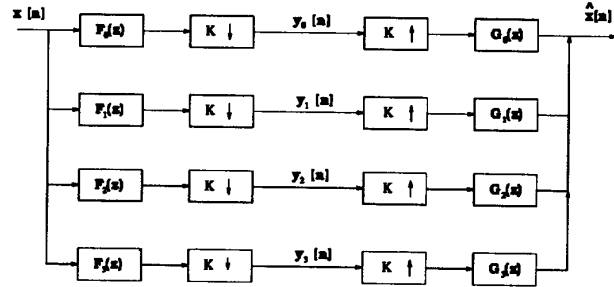 x [n] F₀(z) K ↓ y₀ [n] K ↑ G₀(z) x̂[n]
F₁(z) K ↓ y₁ [n] K ↑ G₁(z)
F₂(z) K ↓ y₂ [n] K ↑ G₂(z)
F₃(z) K ↓ y₃ [n] K ↑ G₃(z)